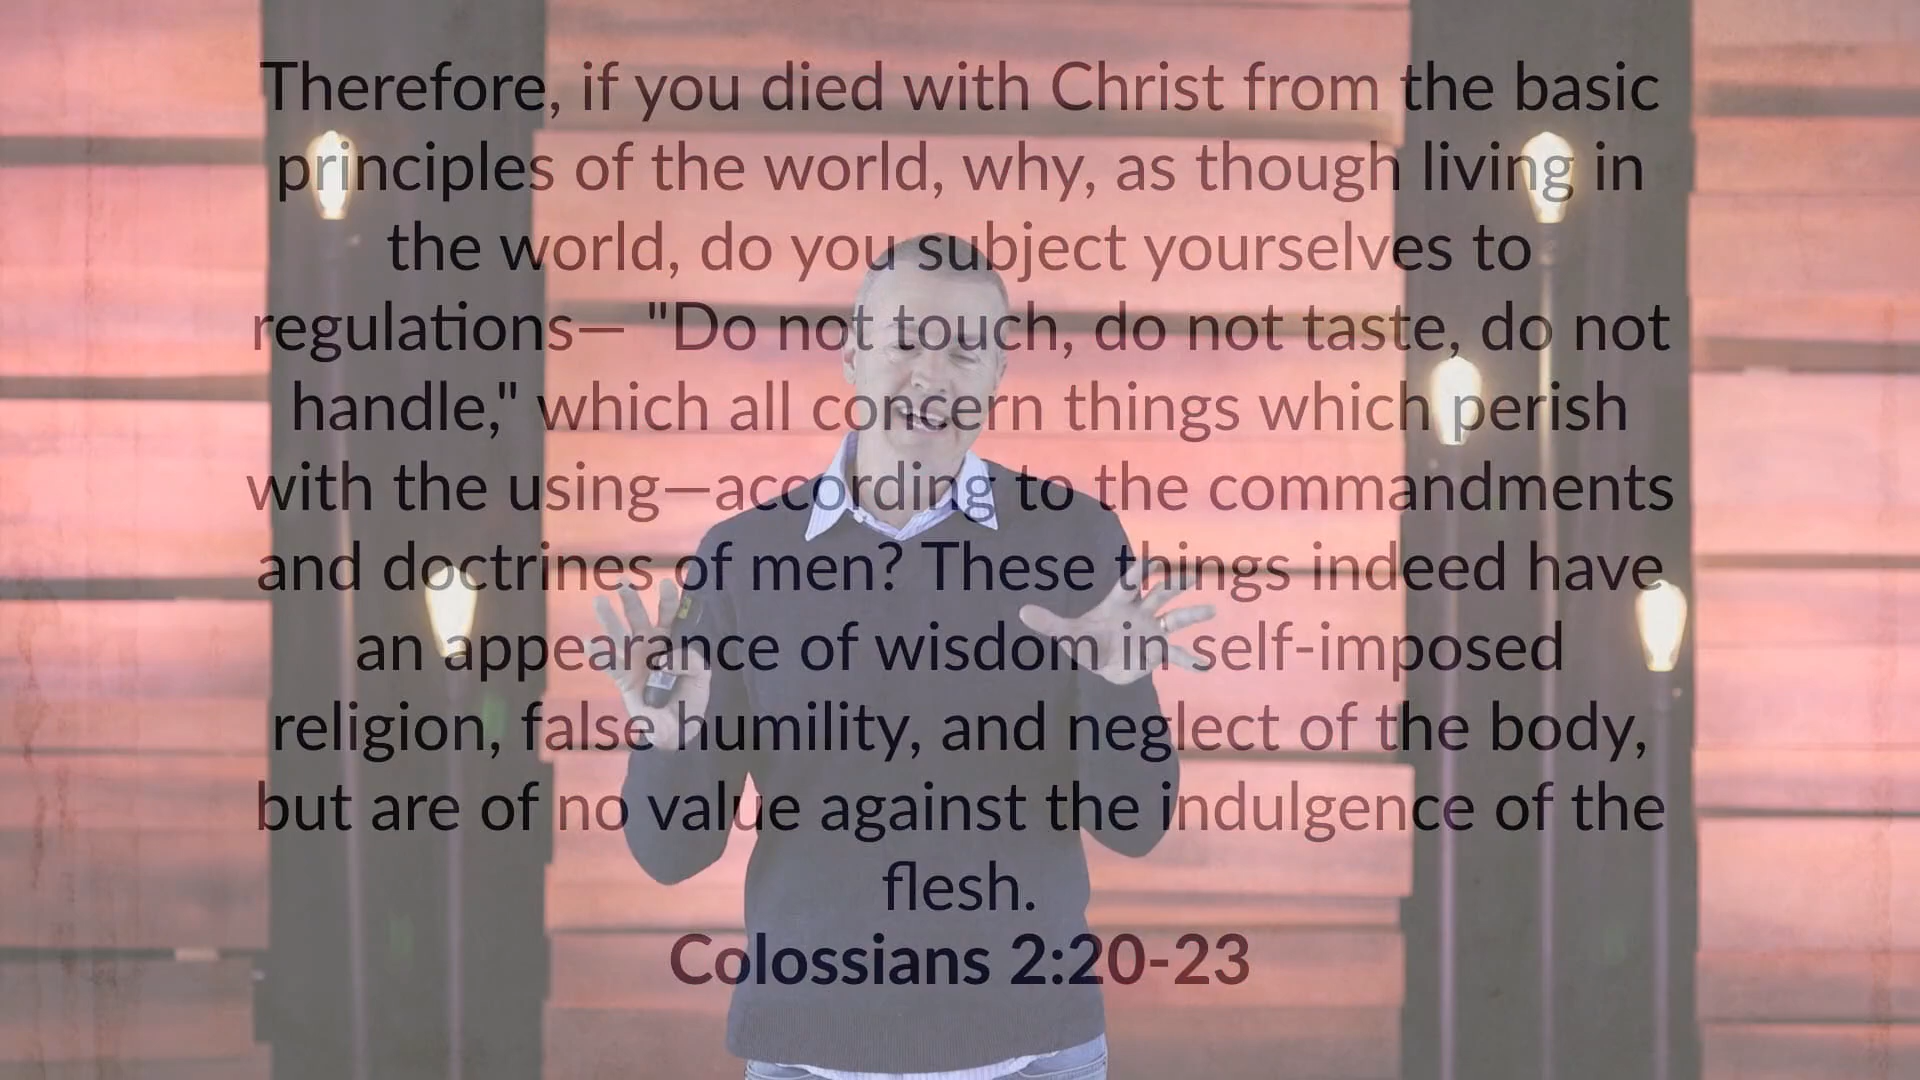 Therefore, if you died with Christ from the basic
principles of the world, why, as though living in
the world, do you subject yourselves to
regulations— "Do not touch, do not taste, do not
handle," which all concern things which perish
with the using—according to the commandments
and doctrines of men? These things indeed have
an appearance of wisdom in self-imposed
religion, false humility, and neglect of the body,
but are of no value against the indulgence of the
flesh.
Colossians 2:20-23